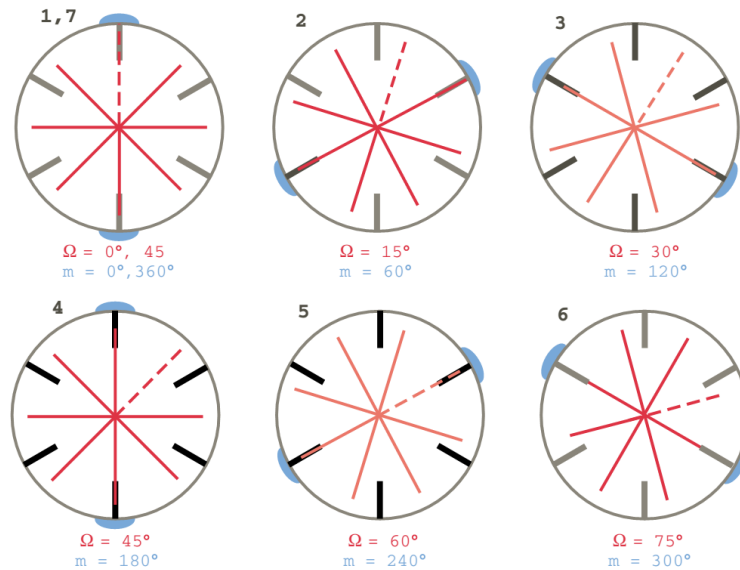 1,7
2
3
Ω = 0°, 45
m = 0°,360°
Ω = 15°
m = 60°
Ω = 30°
m = 120°
4
5
6
Ω = 45°
m = 180°
Ω = 60°
m = 240°
Ω = 75°
m = 300°